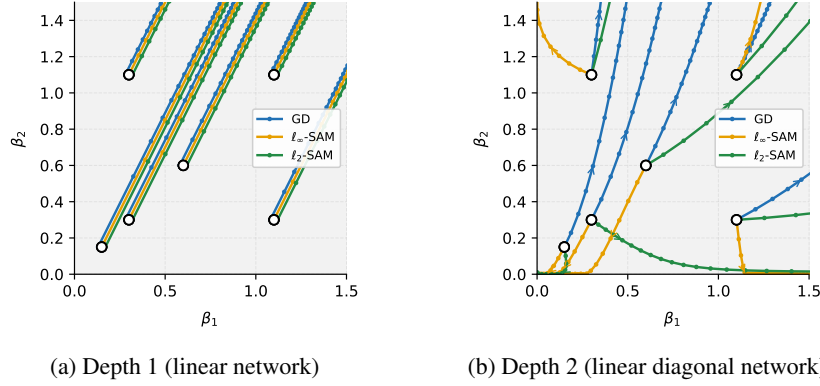 1.4
1.2
1.0
0.8
0.6
0.4
0.2
0.0
β₂
GD
ℓ∞-SAM
ℓ₂-SAM
0.0
0.5
1.0
1.5
β₁
(a) Depth 1 (linear network)
1.4
1.2
1.0
0.8
0.6
0.4
0.2
0.0
β₂
GD
ℓ∞-SAM
ℓ₂-SAM
0.0
0.5
1.0
1.5
β₁
(b) Depth 2 (linear diagonal network)